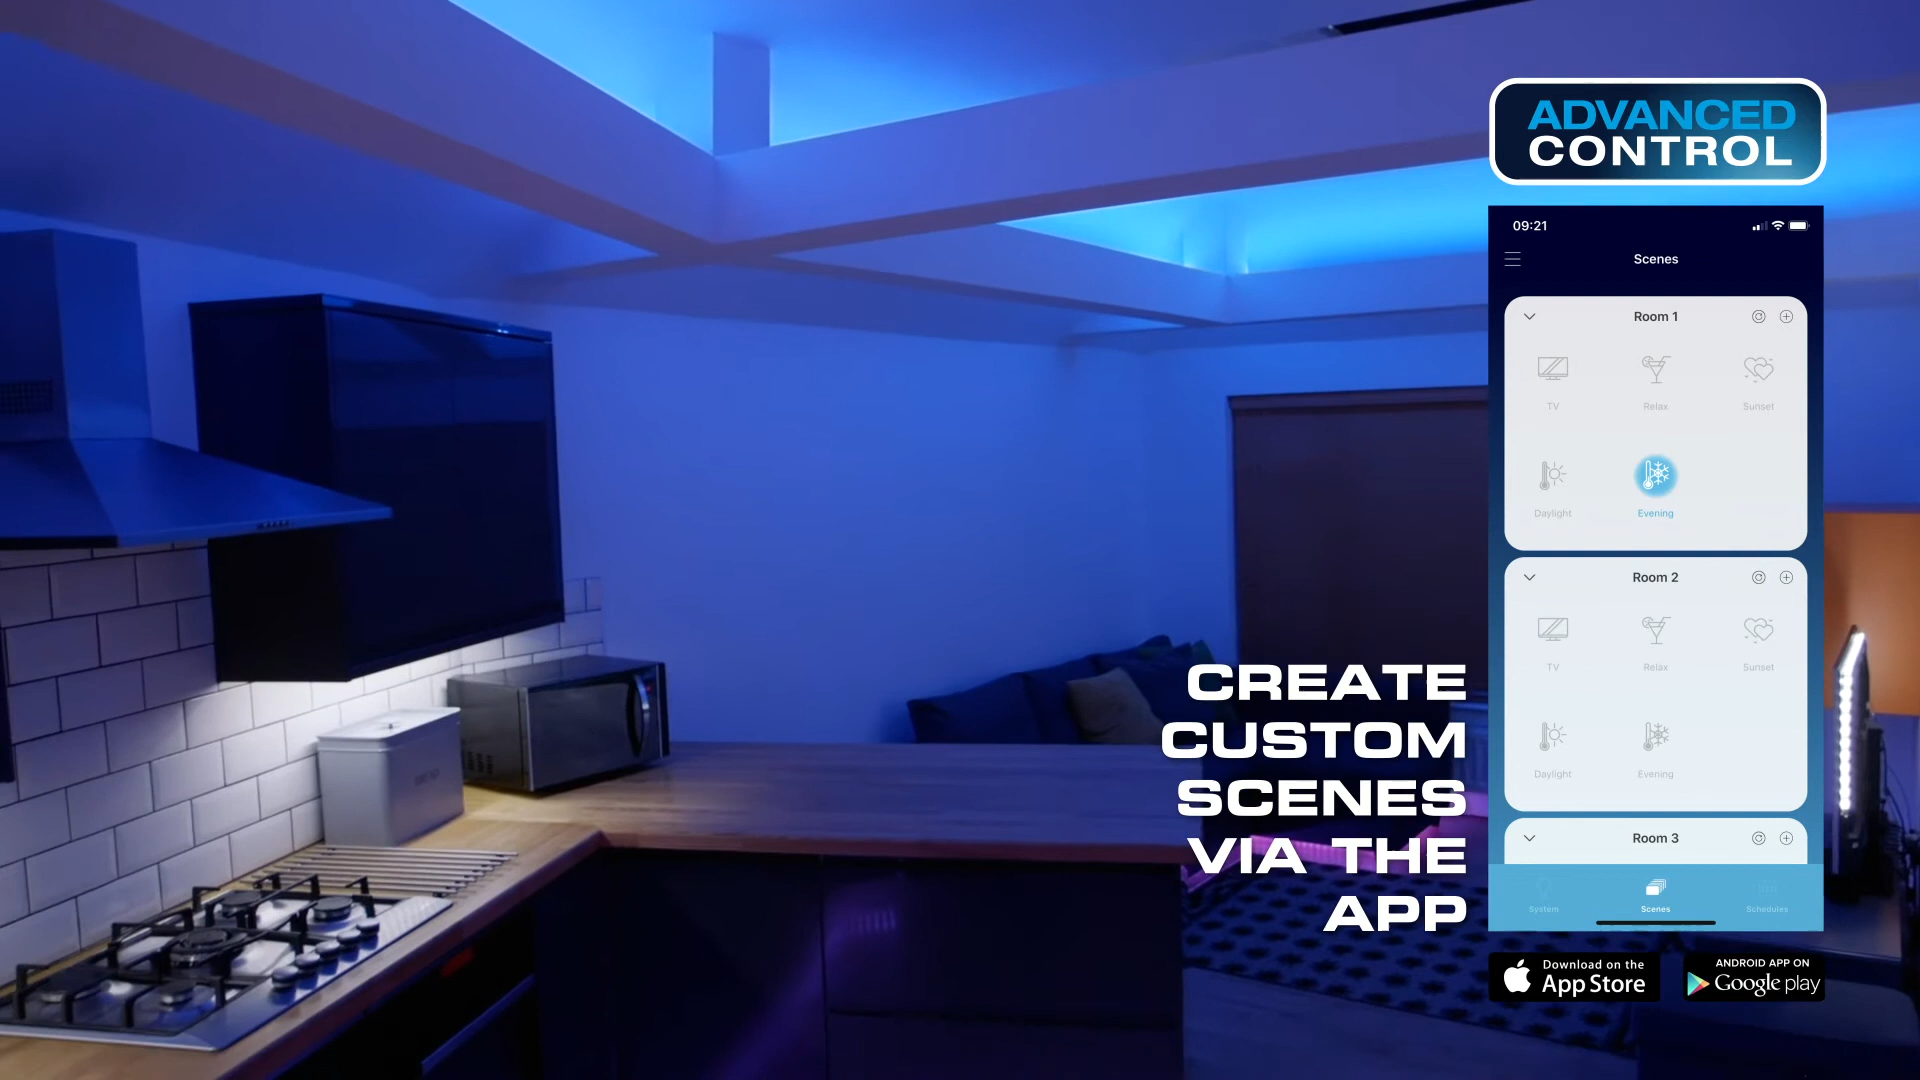 ADVANCED
CONTROL
09:21
Scenes
Room 1
TV
Relax
Sunset
Daylight
Evening
Room 2
TV
Relax
Sunset
Daylight
Evening
Room 3
System
Scenes
Schedules
CREATE
CUSTOM
SCENES
VIA THE
APP
Download on the
App Store
ANDROID APP ON
Google play